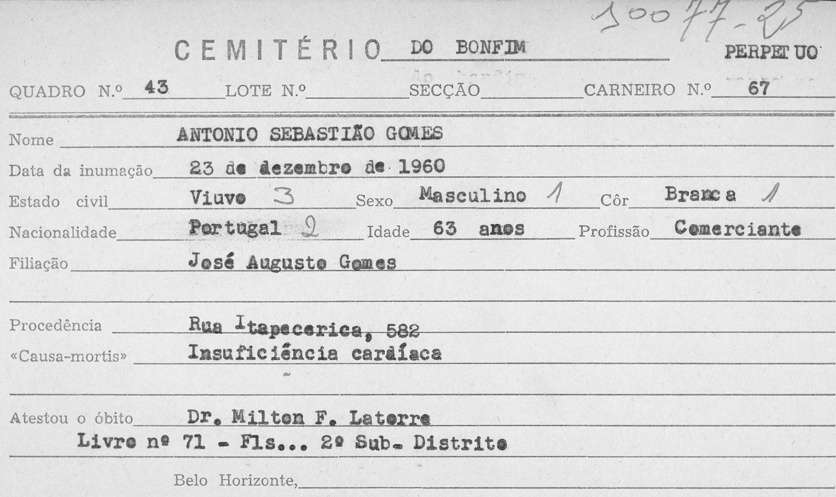 10077-25
CEMITÉRIO DO BONFIM PERPETUO
QUADRO N.º 43 LOTE N.º SECÇÃO CARNEIRO N.º 67
Nome ANTONIO SEBASTIÃO GOMES
Data da inumação 23 de dezembro de 1960
Estado civil Viuvo 3 Sexo Masculino 1 Côr Branca 1
Nacionalidade Portugal 2 Idade 63 anos Profissão Comerciante
Filiação José Augusto Gomes
Procedência Rua Itapecerica, 582
«Causa-mortis» Insuficiência cardíaca
Atestou o óbito Dr. Milton F. Latorre
Livro nº 71 - Fls... 2º Sub- Distrito
Belo Horizonte,